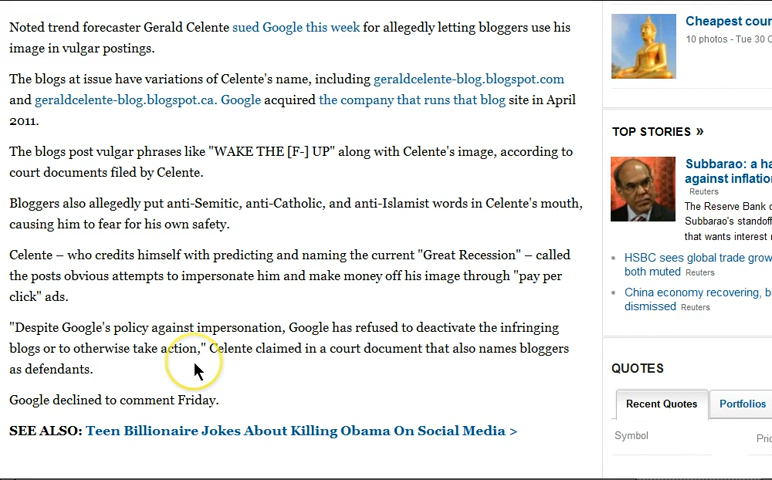 Noted trend forecaster Gerald Celente sued Google this week for allegedly letting bloggers use his
image in vulgar postings.
The blogs at issue have variations of Celente's name, including geraldcelente-blog.blogspot.com
and geraldcelente-blog.blogspot.ca. Google acquired the company that runs that blog site in April
2011.
The blogs post vulgar phrases like "WAKE THE [F-] UP" along with Celente's image, according to
court documents filed by Celente.
Bloggers also allegedly put anti-Semitic, anti-Catholic, and anti-Islamist words in Celente's mouth,
causing him to fear for his own safety.
Celente – who credits himself with predicting and naming the current "Great Recession" – called
the posts obvious attempts to impersonate him and make money off his image through "pay per
click" ads.
"Despite Google's policy against impersonation, Google has refused to deactivate the infringing
blogs or to otherwise take action," Celente claimed in a court document that also names bloggers
as defendants.
Google declined to comment Friday.
SEE ALSO: Teen Billionaire Jokes About Killing Obama On Social Media >
Cheapest coun
10 photos - Tue 30 O
TOP STORIES »
Subbarao: a ha
against inflatio
Reuters
The Reserve Bank o
Subbarao's standoff
that wants interest r
HSBC sees global trade grow
both muted Reuters
China economy recovering, ba
dismissed Reuters
QUOTES
Recent Quotes Portfolios
Symbol Pric